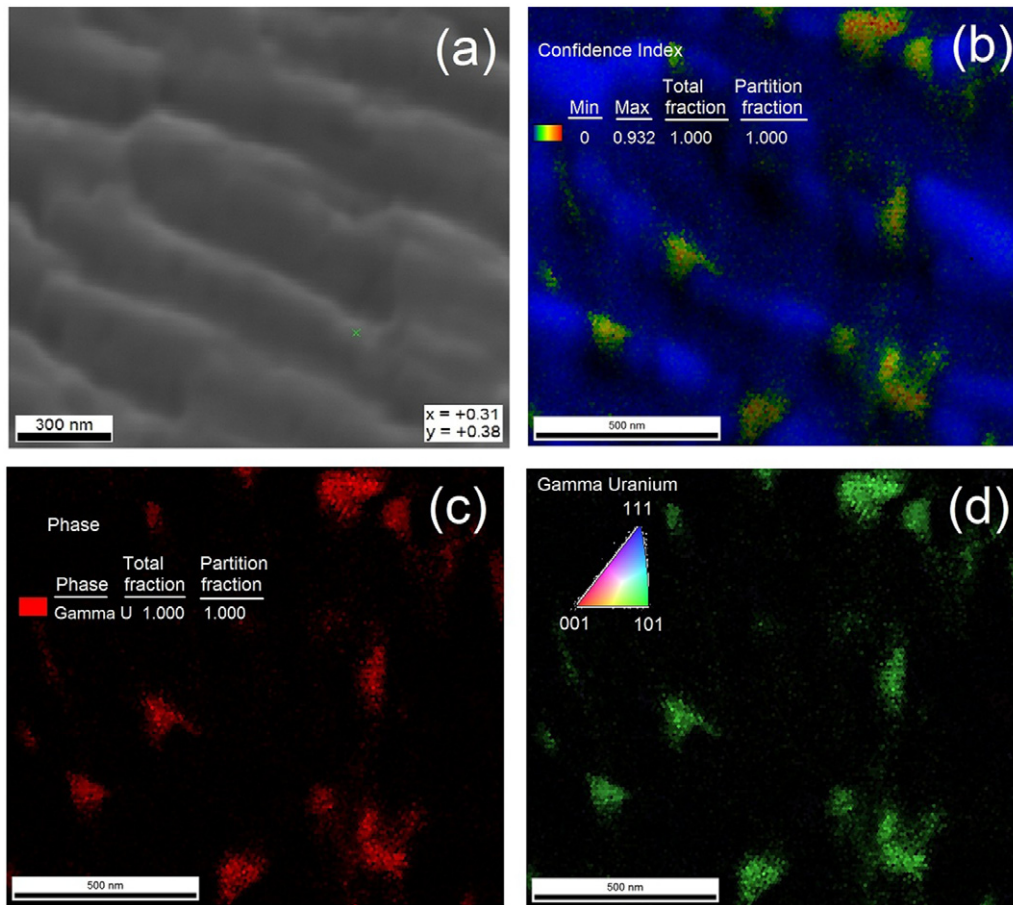 (a)
300 nm
x = +0.31
y = +0.38
(b)
Confidence Index
Total Partition
Min Max fraction fraction
0 0.932 1.000 1.000
500 nm
(c)
Phase
Total Partition
Phase fraction fraction
Gamma U 1.000 1.000
500 nm
(d)
Gamma Uranium
111
001 101
500 nm